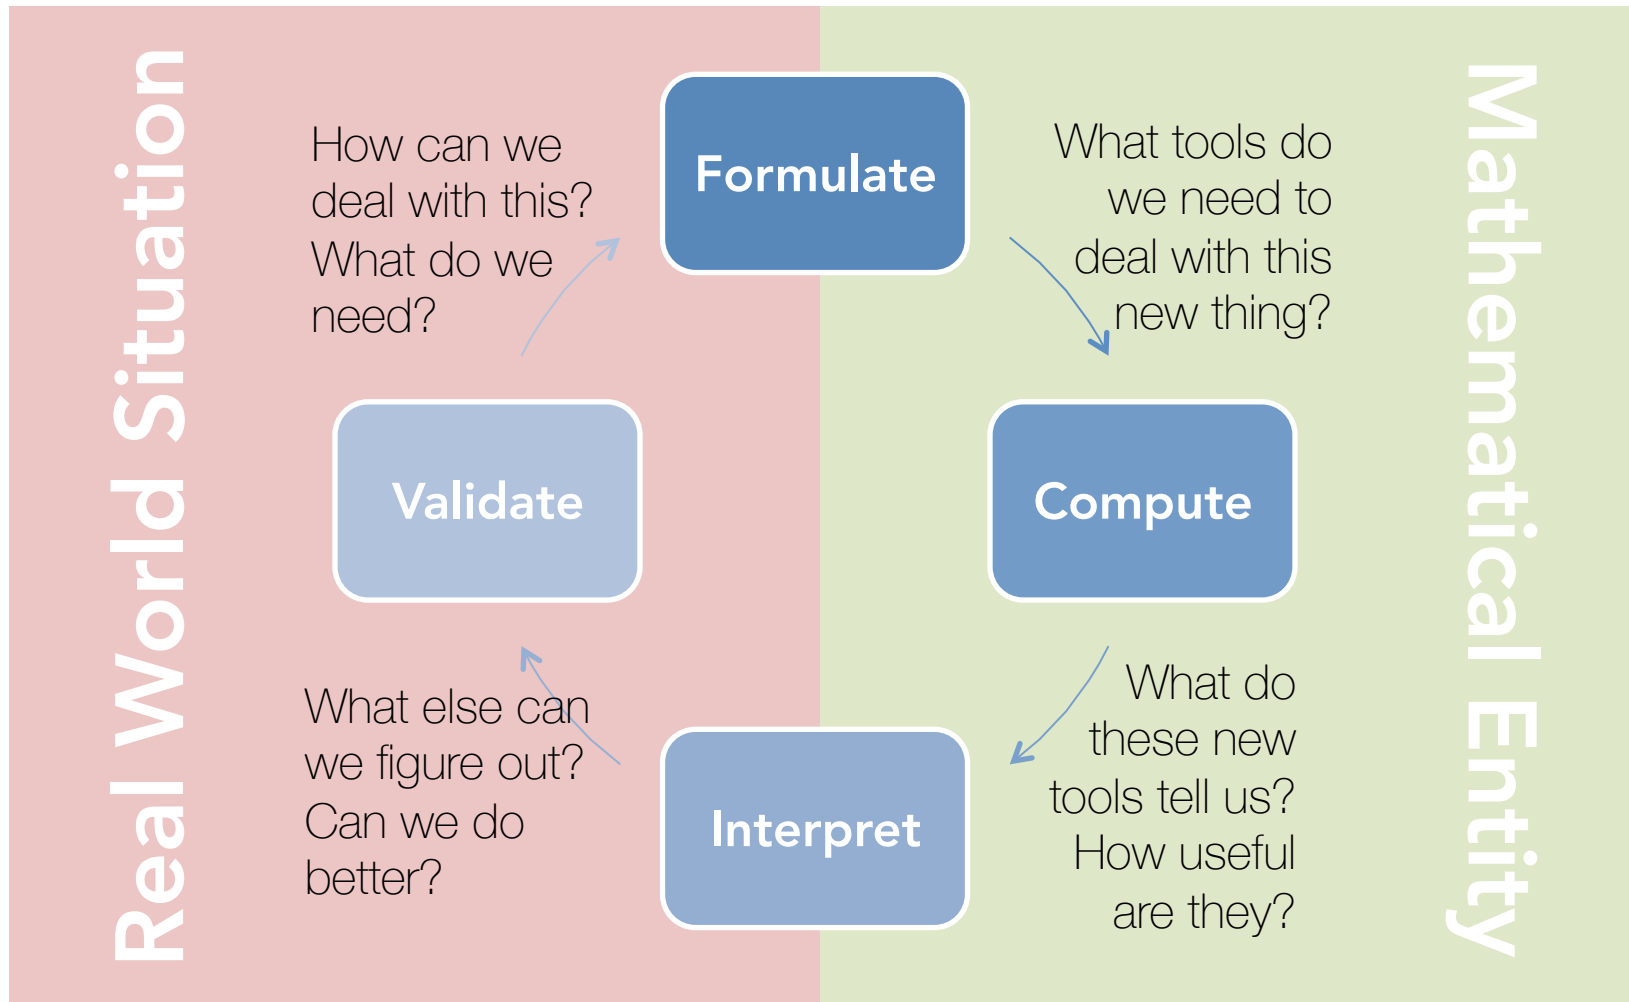 Real World Situation
How can we
deal with this?
What do we
need?
Formulate
What tools do
we need to
deal with this
new thing?
Validate
Compute
What else can
we figure out?
Can we do
better?
Interpret
What do
these new
tools tell us?
How useful
are they?
Mathematical Entity